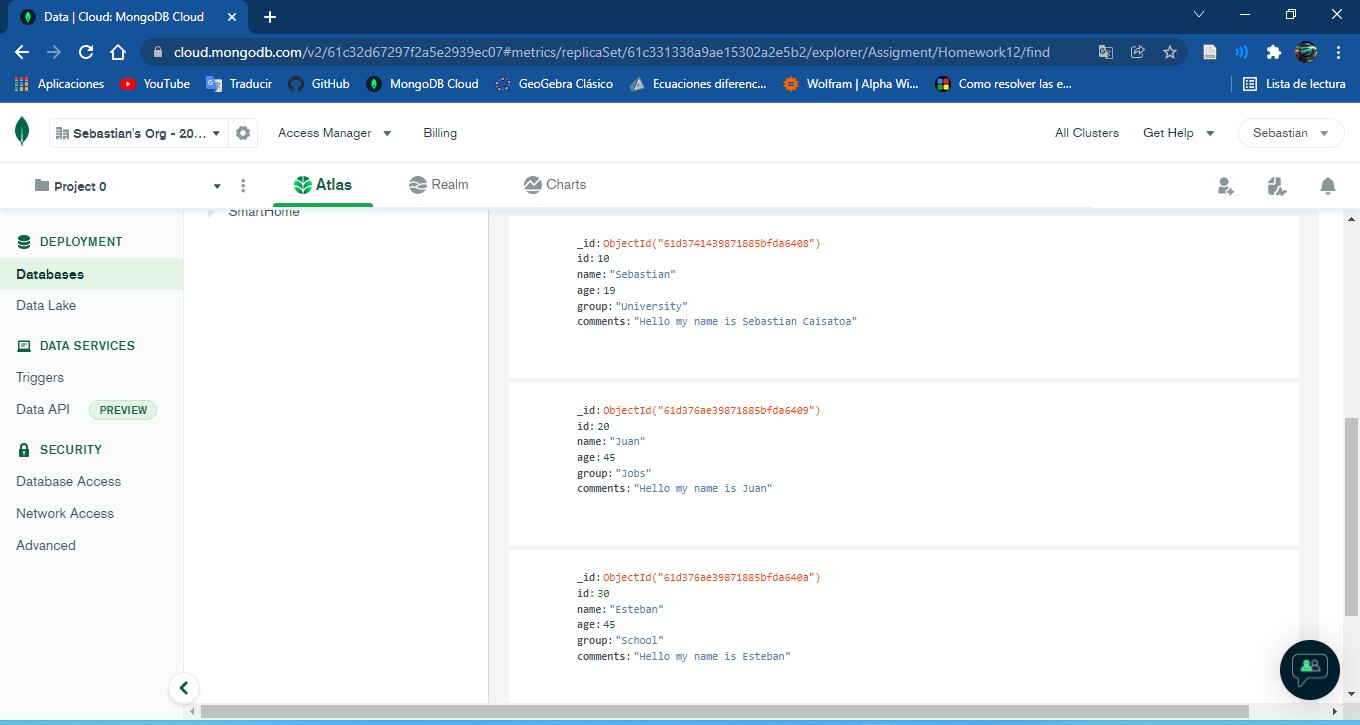 Data | Cloud: MongoDB Cloud
cloud.mongodb.com/v2/61c32d67297f2a5e2939ec07#metrics/replicaSet/61c331338a9ae15302a2e5b2/explorer/Assigment/Homework12/find
Aplicaciones YouTube Traducir GitHub MongoDB Cloud GeoGebra Clásico Ecuaciones diferenc... Wolfram | Alpha Wi... Como resolver las e... Lista de lectura
Sebastian's Org - 20... Access Manager Billing All Clusters Get Help Sebastian
Project 0 Atlas Realm Charts
SmartHome
DEPLOYMENT
Databases
Data Lake
DATA SERVICES
Triggers
Data API PREVIEW
SECURITY
Database Access
Network Access
Advanced
_id: ObjectId("61d3741439871885bfda6408")
id: 10
name: "Sebastian"
age: 19
group: "University"
comments: "Hello my name is Sebastian Caisatoa"
_id: ObjectId("61d376ae39871885bfda6409")
id: 20
name: "Juan"
age: 45
group: "Jobs"
comments: "Hello my name is Juan"
_id: ObjectId("61d376ae39871885bfda640a")
id: 30
name: "Esteban"
age: 45
group: "School"
comments: "Hello my name is Esteban"